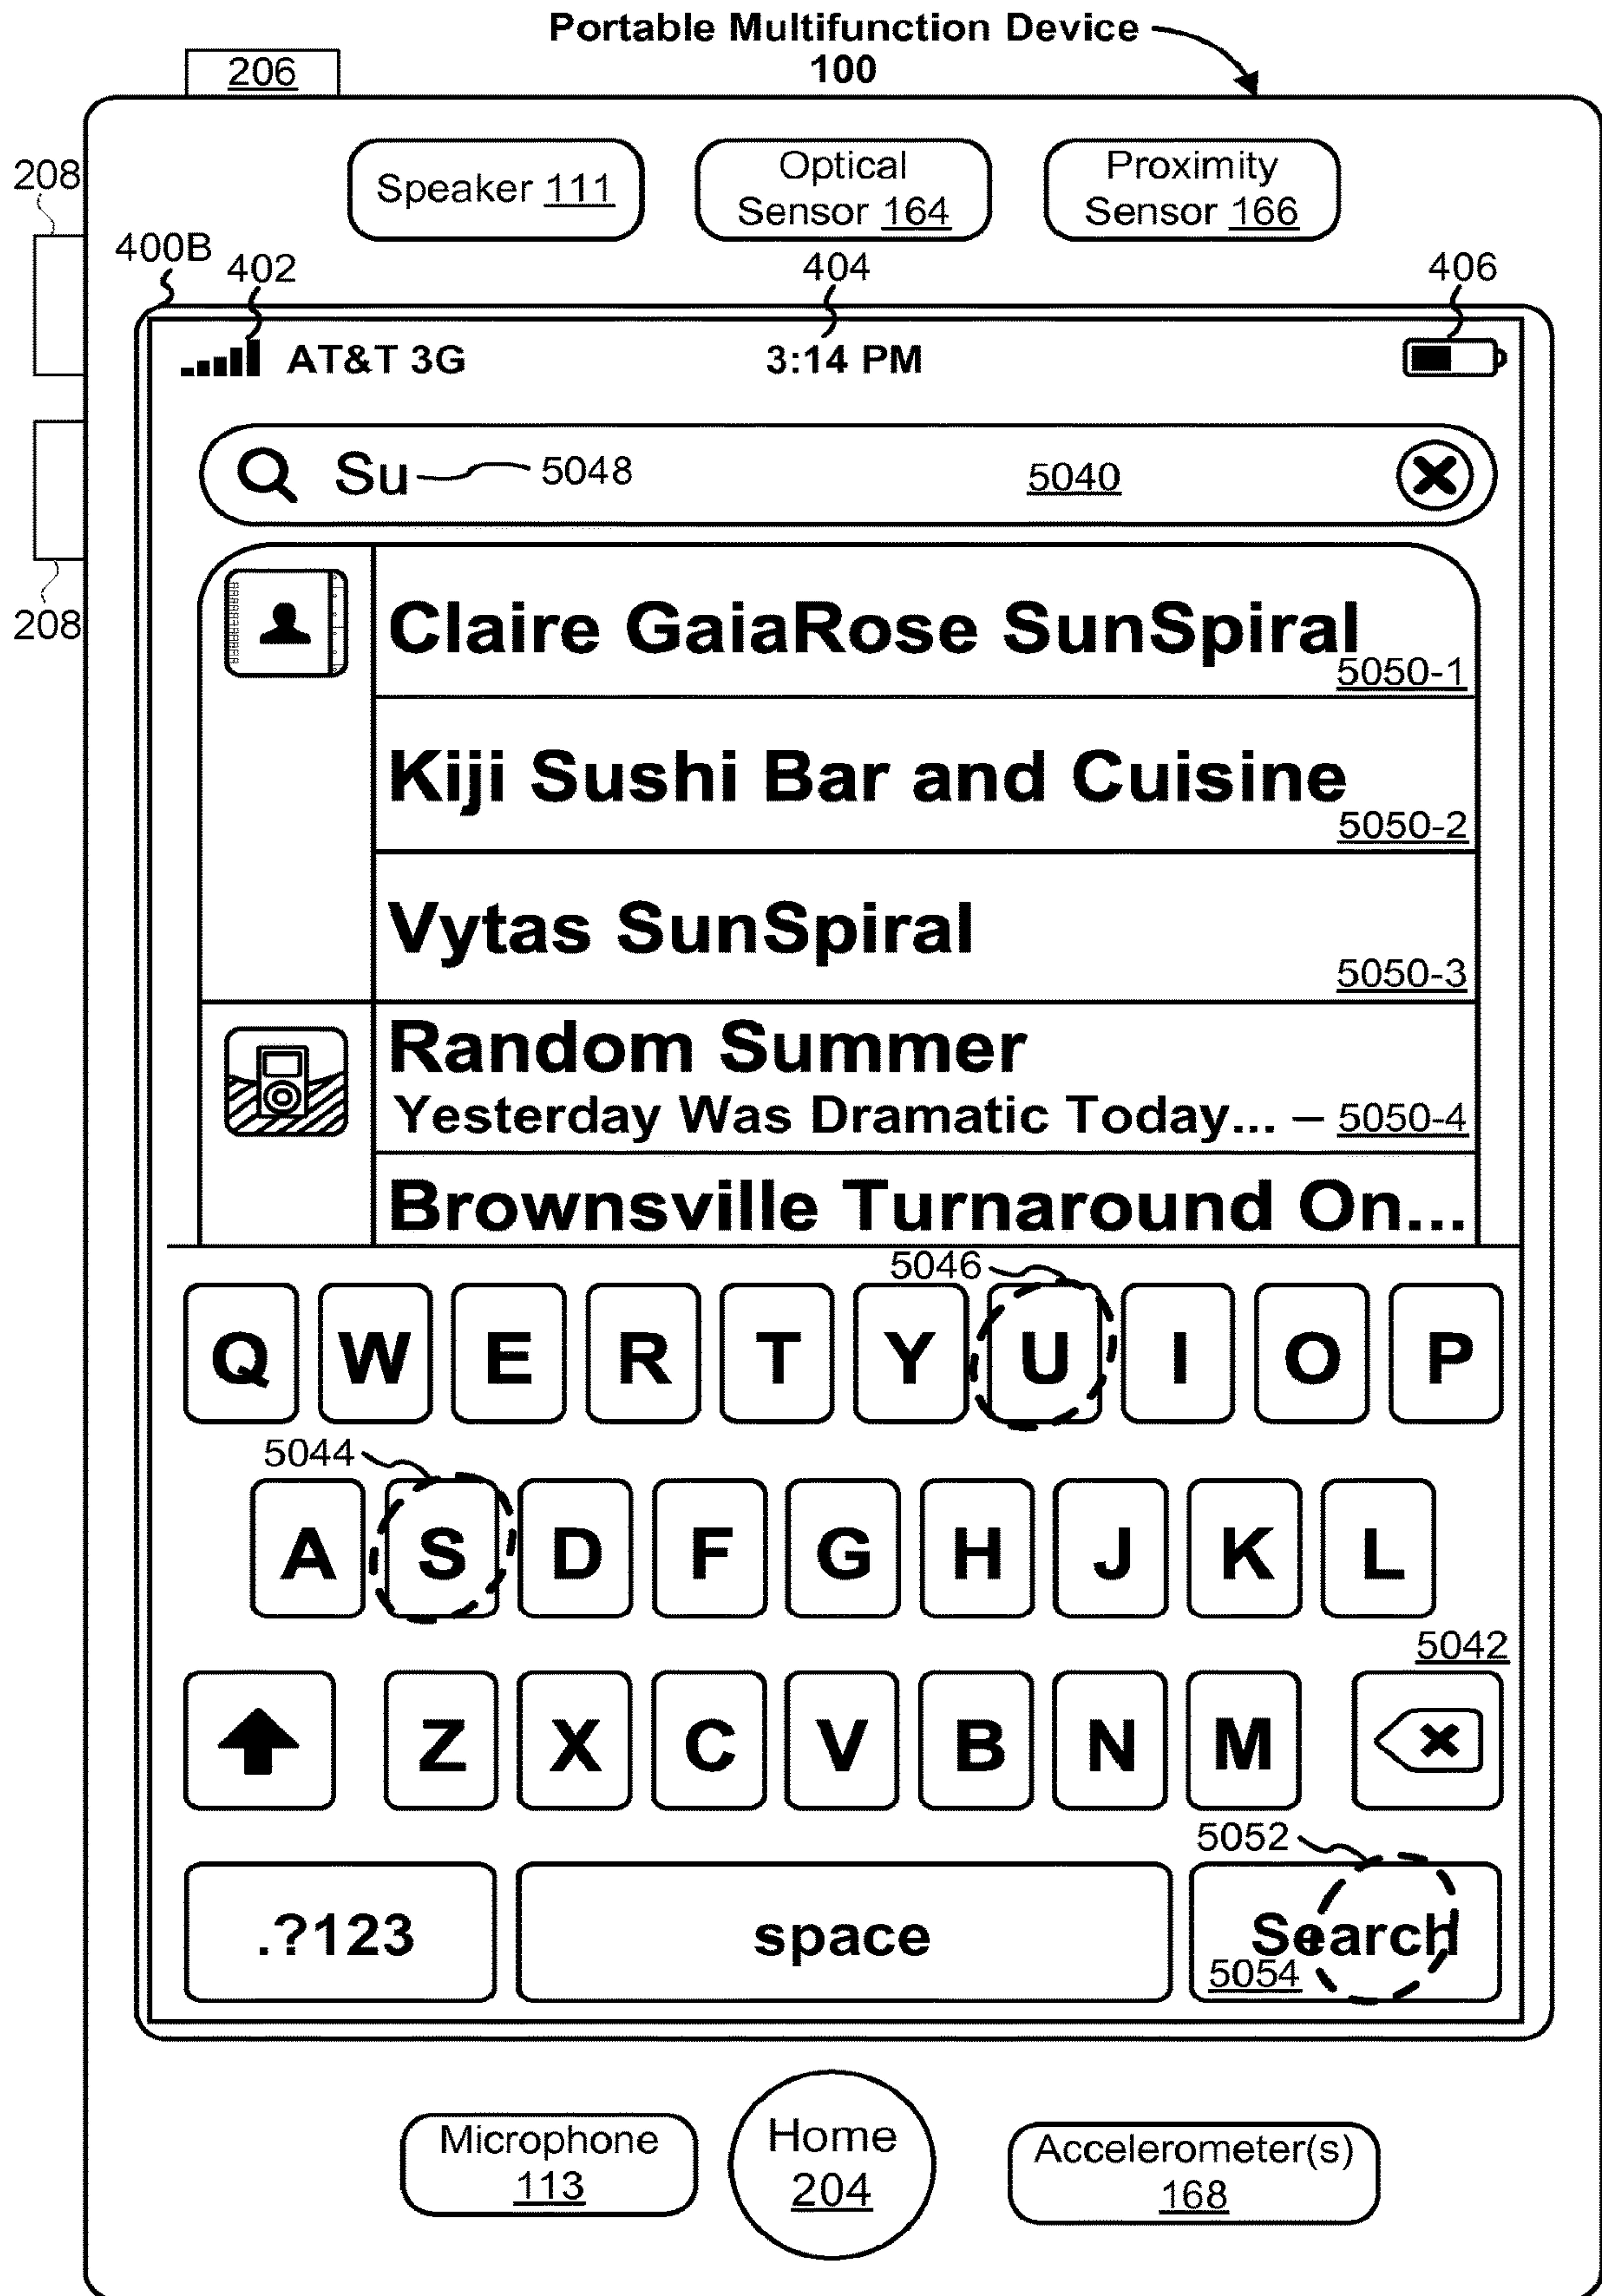 Portable Multifunction Device
100
206
208
Speaker 111
Optical
Sensor 164
Proximity
Sensor 166
400B
402
404
406
AT&T 3G
3:14 PM
Su
5048
5040
208
Claire GaiaRose SunSpiral
5050-1
Kiji Sushi Bar and Cuisine
5050-2
Vytas SunSpiral
5050-3
Random Summer
Yesterday Was Dramatic Today... – 5050-4
Brownsville Turnaround On...
5046
Q W E R T Y U I O P
5044
A S D F G H J K L
5042
Z X C V B N M
5052
.?123 space Search
5054
Microphone
113
Home
204
Accelerometer(s)
168